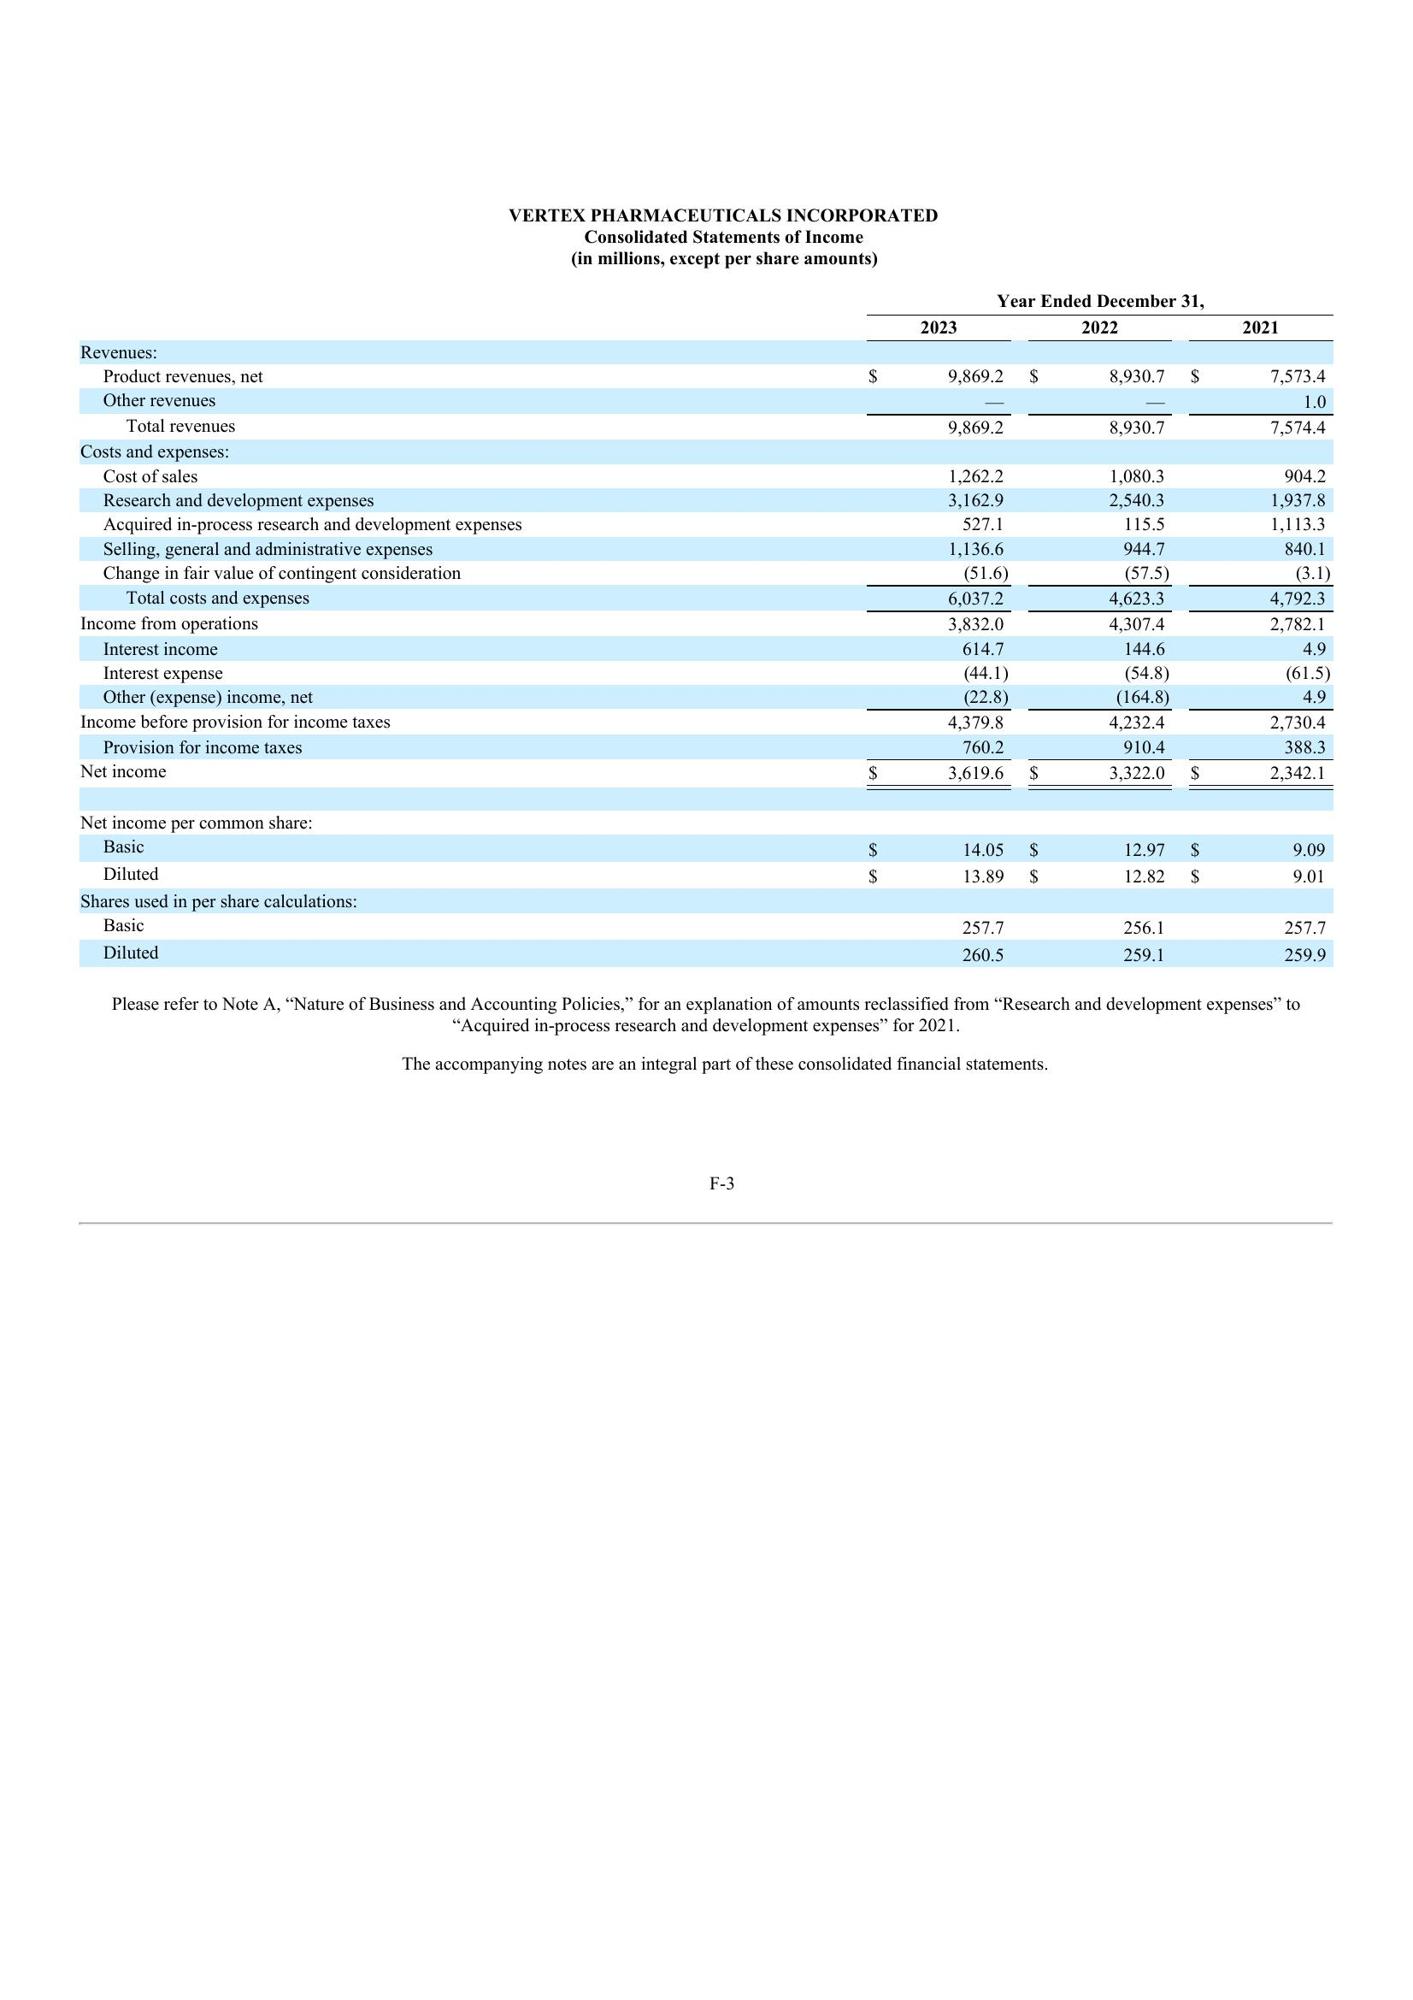 VERTEX PHARMACEUTICALS INCORPORATED
Consolidated Statements of Income
(in millions, except per share amounts)
Year Ended December 31,
2023 2022 2021
Revenues:
Product revenues, net $ 9,869.2 $ 8,930.7 $ 7,573.4
Other revenues — — 1.0
Total revenues 9,869.2 8,930.7 7,574.4
Costs and expenses:
Cost of sales 1,262.2 1,080.3 904.2
Research and development expenses 3,162.9 2,540.3 1,937.8
Acquired in-process research and development expenses 527.1 115.5 1,113.3
Selling, general and administrative expenses 1,136.6 944.7 840.1
Change in fair value of contingent consideration (51.6) (57.5) (3.1)
Total costs and expenses 6,037.2 4,623.3 4,792.3
Income from operations 3,832.0 4,307.4 2,782.1
Interest income 614.7 144.6 4.9
Interest expense (44.1) (54.8) (61.5)
Other (expense) income, net (22.8) (164.8) 4.9
Income before provision for income taxes 4,379.8 4,232.4 2,730.4
Provision for income taxes 760.2 910.4 388.3
Net income $ 3,619.6 $ 3,322.0 $ 2,342.1
Net income per common share:
Basic $ 14.05 $ 12.97 $ 9.09
Diluted $ 13.89 $ 12.82 $ 9.01
Shares used in per share calculations:
Basic 257.7 256.1 257.7
Diluted 260.5 259.1 259.9
Please refer to Note A, “Nature of Business and Accounting Policies,” for an explanation of amounts reclassified from “Research and development expenses” to
“Acquired in-process research and development expenses” for 2021.
The accompanying notes are an integral part of these consolidated financial statements.
F-3